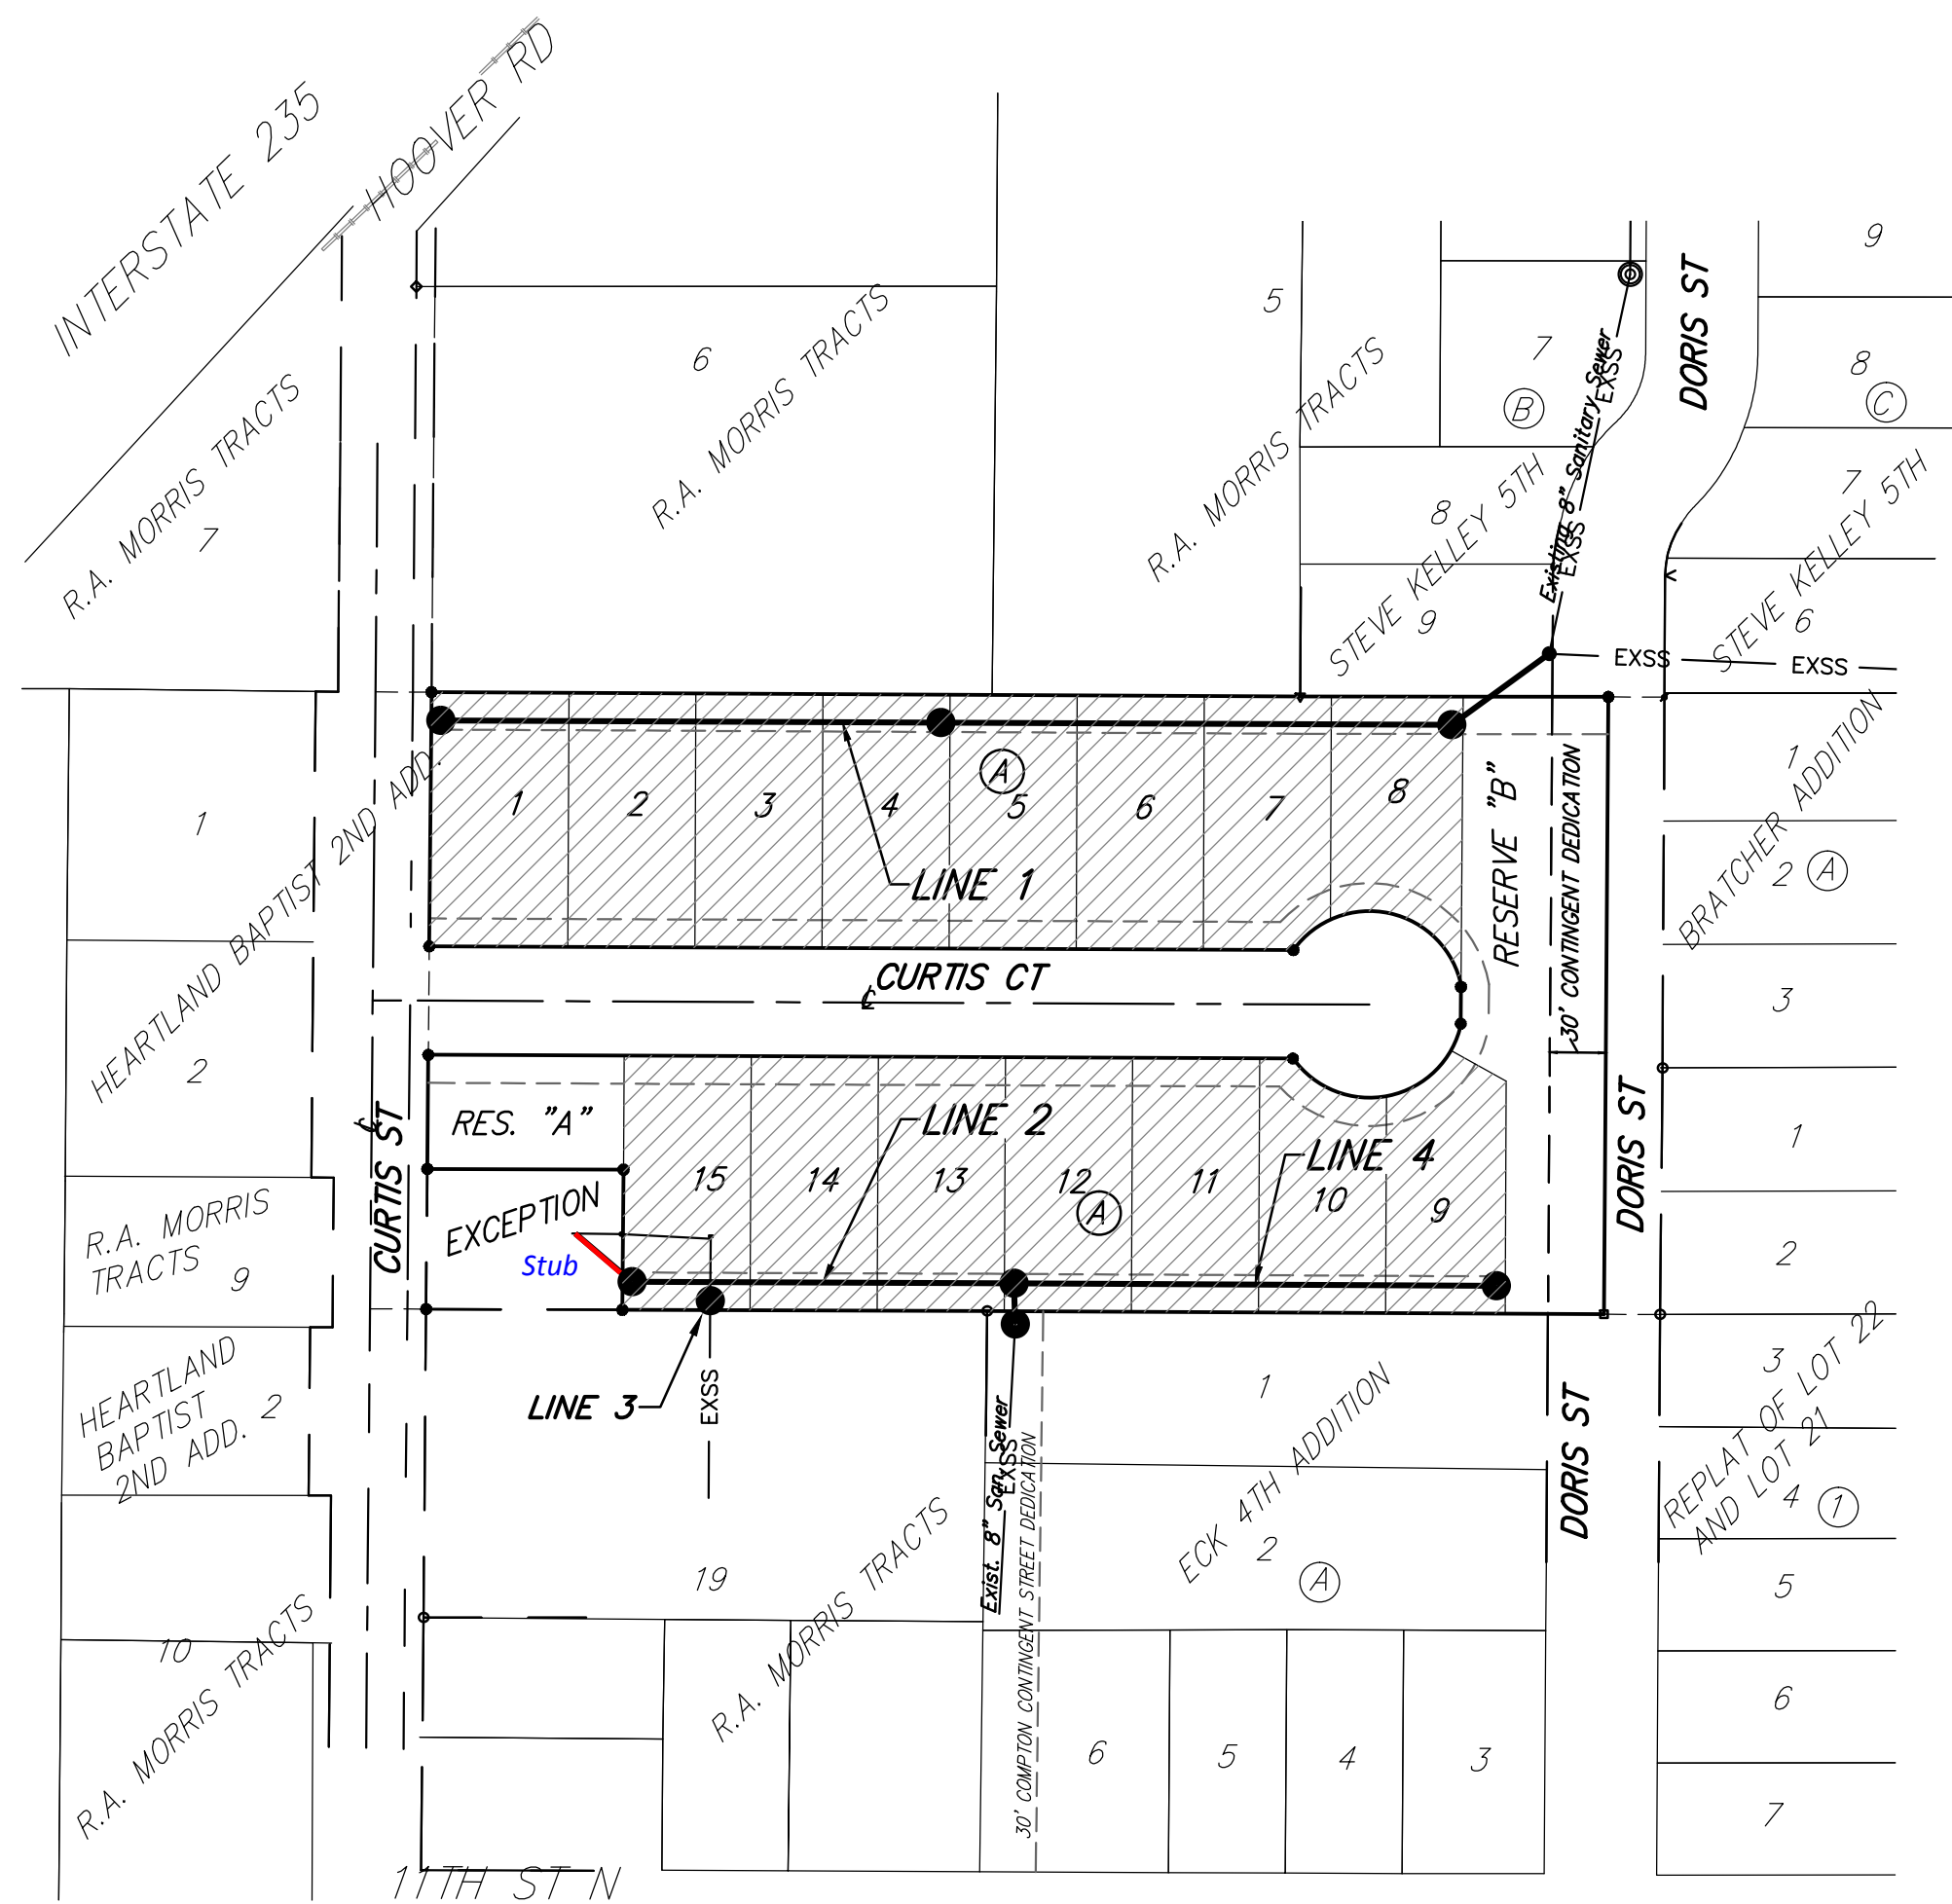 INTERSTATE 235
HOOVER RD
R.A. MORRIS TRACTS
7
6
R.A. MORRIS TRACTS
5
R.A. MORRIS TRACTS
7
B
8
STEVE KELLEY 5TH
9
Existing 8" Sanitary Sewer
EXSS
EXSS
DORIS ST
9
8
C
7
STEVE KELLEY 5TH
6
EXSS
EXSS
1
HEARTLAND BAPTIST 2ND ADD.
2
1
2
3
4
A
5
6
7
8
LINE 1
RESERVE "B"
30' CONTINGENT DEDICATION
1
BRATCHER ADDITION
2
A
3
CURTIS CT
℄
RES. "A"
LINE 2
LINE 4
15
14
13
12
A
11
10
9
EXCEPTION
Stub
℄
CURTIS ST
DORIS ST
1
2
R.A. MORRIS
TRACTS
9
HEARTLAND
BAPTIST
2ND ADD.
2
LINE 3
EXSS
Exist. 8" San. Sewer
EXSS
30' COMPTON CONTINGENT STREET DEDICATION
1
ECK 4TH ADDITION
2
A
DORIS ST
3
REPLAT OF LOT 22
AND LOT 21
4
1
5
6
7
19
R.A. MORRIS TRACTS
10
R.A. MORRIS TRACTS
6
5
4
3
11TH ST N